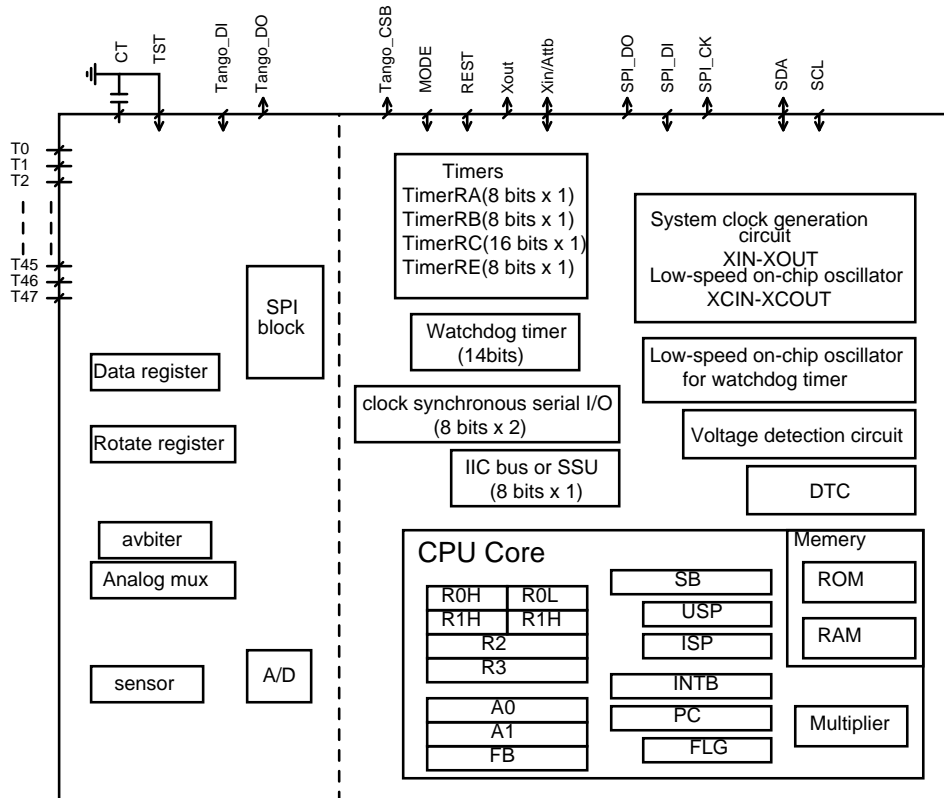 CT
TST
Tango_DI
Tango_DO
Tango_CSB
MODE
REST
Xout
Xin/Attb
SPI_DO
SPI_DI
SPI_CK
SDA
SCL
T0
T1
T2
T45
T46
T47
SPI
block
Data register
Rotate register
avbiter
Analog mux
sensor
A/D
Timers
TimerRA(8 bits x 1)
TimerRB(8 bits x 1)
TimerRC(16 bits x 1)
TimerRE(8 bits x 1)
Watchdog timer
(14bits)
clock synchronous serial I/O
(8 bits x 2)
IIC bus or SSU
(8 bits x 1)
System clock generation
circuit
XIN-XOUT
Low-speed on-chip oscillator
XCIN-XCOUT
Low-speed on-chip oscillator
for watchdog timer
Voltage detection circuit
DTC
CPU Core
R0H R0L
R1H R1H
R2
R3
A0
A1
FB
SB
USP
ISP
INTB
PC
FLG
Memery
ROM
RAM
Multiplier